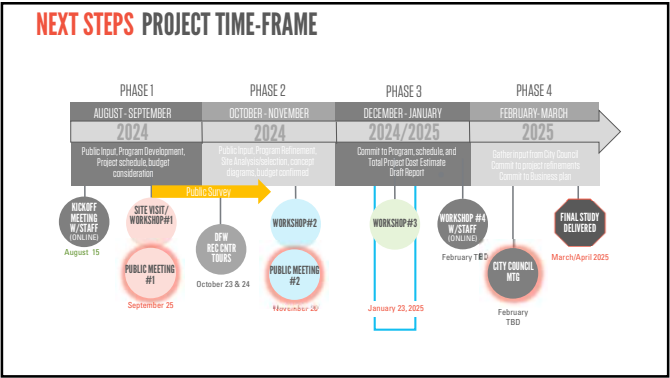 NEXT STEPS PROJECT TIME-FRAME
PHASE 1
PHASE 2
PHASE 3
PHASE 4
AUGUST - SEPTEMBER
OCTOBER - NOVEMBER
DECEMBER - JANUARY
FEBRUARY- MARCH
2024
2024
2024/2025
2025
Public Input, Program Development,
Project schedule, budget
consideration
Public Input, Program Refinement
Site Analysis/selection, concept
diagrams, budget confirmed
Commit to Program, schedule, and
Total Project Cost Estimate
Draft Report
Gather input from City Council
Commit to project refinements
Commit to Business plan
Public Survey
KICKOFF
MEETING
W/STAFF
(ONLINE)
August 15
SITE VISIT/
WORKSHOP#1
PUBLIC MEETING
#1
September 25
DFW
REC CNTR
TOURS
October 23 & 24
WORKSHOP#2
PUBLIC MEETING
#2
November 20
WORKSHOP#3
January 23, 2025
WORKSHOP #4
W/STAFF
(ONLINE)
February TBD
CITY COUNCIL
MTG
February
TBD
FINAL STUDY
DELIVERED
March/April 2025